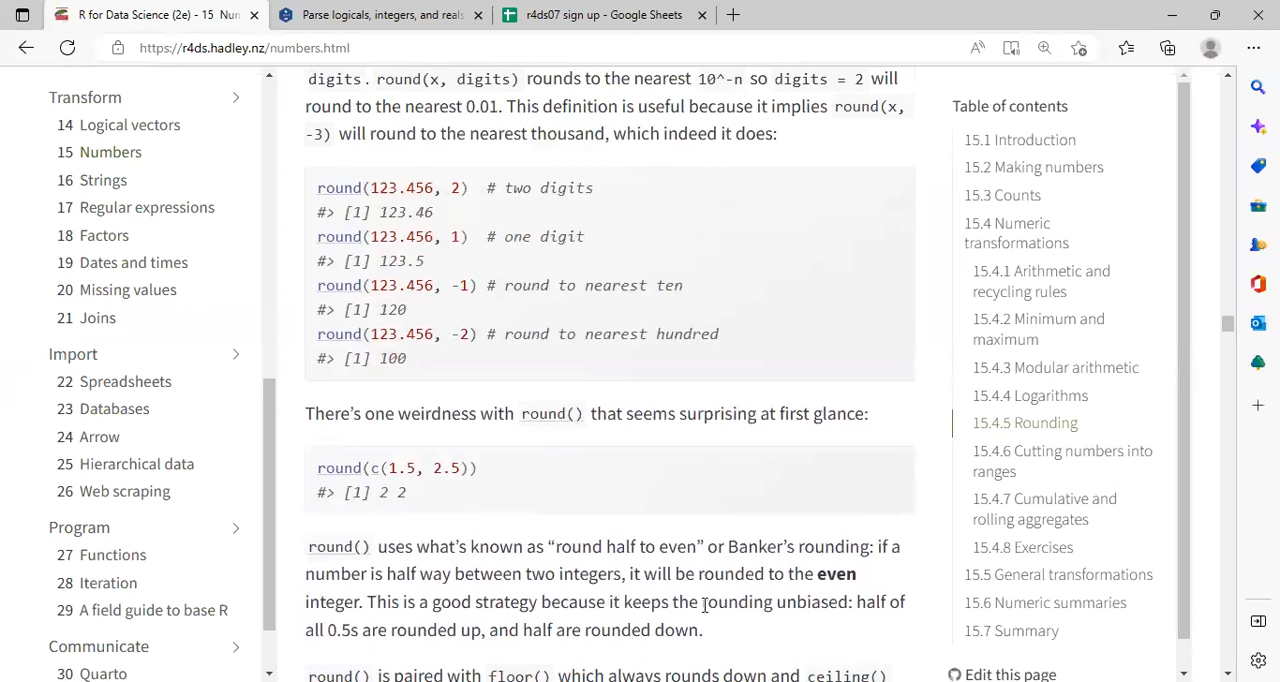 R for Data Science (2e) - 15  Num
Parse logicals, integers, and reals
r4ds07 sign up - Google Sheets
https://r4ds.hadley.nz/numbers.html
Transform
14 Logical vectors
15 Numbers
16 Strings
17 Regular expressions
18 Factors
19 Dates and times
20 Missing values
21 Joins
Import
22 Spreadsheets
23 Databases
24 Arrow
25 Hierarchical data
26 Web scraping
Program
27 Functions
28 Iteration
29 A field guide to base R
Communicate
30 Quarto
digits. round(x, digits) rounds to the nearest 10^-n so digits = 2 will
round to the nearest 0.01. This definition is useful because it implies round(x,
-3) will round to the nearest thousand, which indeed it does:
round(123.456, 2)  # two digits
#> [1] 123.46
round(123.456, 1)  # one digit
#> [1] 123.5
round(123.456, -1) # round to nearest ten
#> [1] 120
round(123.456, -2) # round to nearest hundred
#> [1] 100
There's one weirdness with round() that seems surprising at first glance:
round(c(1.5, 2.5))
#> [1] 2 2
round() uses what's known as “round half to even” or Banker's rounding: if a
number is half way between two integers, it will be rounded to the even
integer. This is a good strategy because it keeps the rounding unbiased: half of
all 0.5s are rounded up, and half are rounded down.
round() is paired with floor() which always rounds down and ceiling()
Table of contents
15.1 Introduction
15.2 Making numbers
15.3 Counts
15.4 Numeric
transformations
15.4.1 Arithmetic and
recycling rules
15.4.2 Minimum and
maximum
15.4.3 Modular arithmetic
15.4.4 Logarithms
15.4.5 Rounding
15.4.6 Cutting numbers into
ranges
15.4.7 Cumulative and
rolling aggregates
15.4.8 Exercises
15.5 General transformations
15.6 Numeric summaries
15.7 Summary
Edit this page